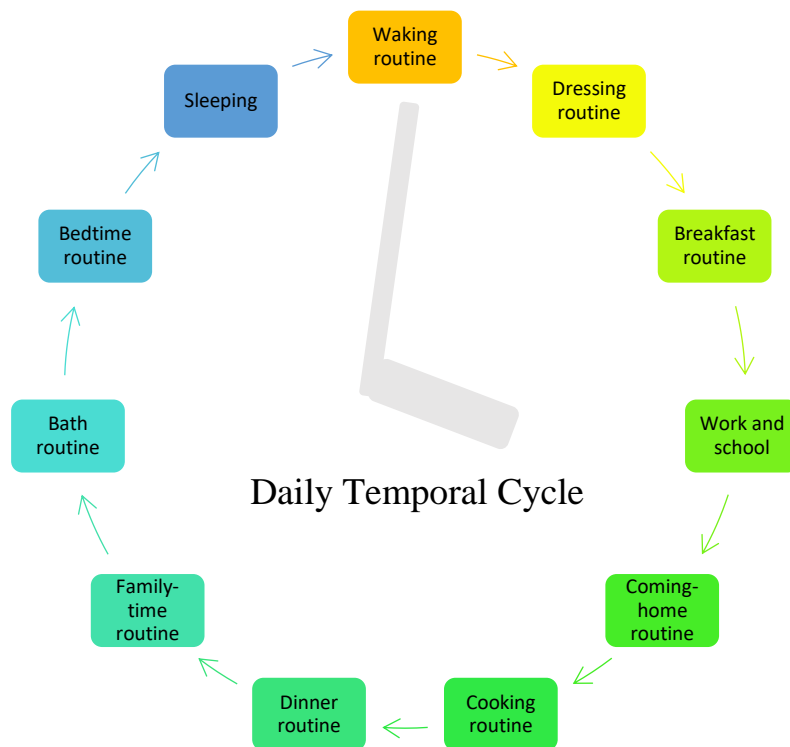 Waking
routine
Dressing
routine
Breakfast
routine
Work and
school
Coming-
home
routine
Cooking
routine
Dinner
routine
Family-
time
routine
Bath
routine
Bedtime
routine
Sleeping
Daily Temporal Cycle